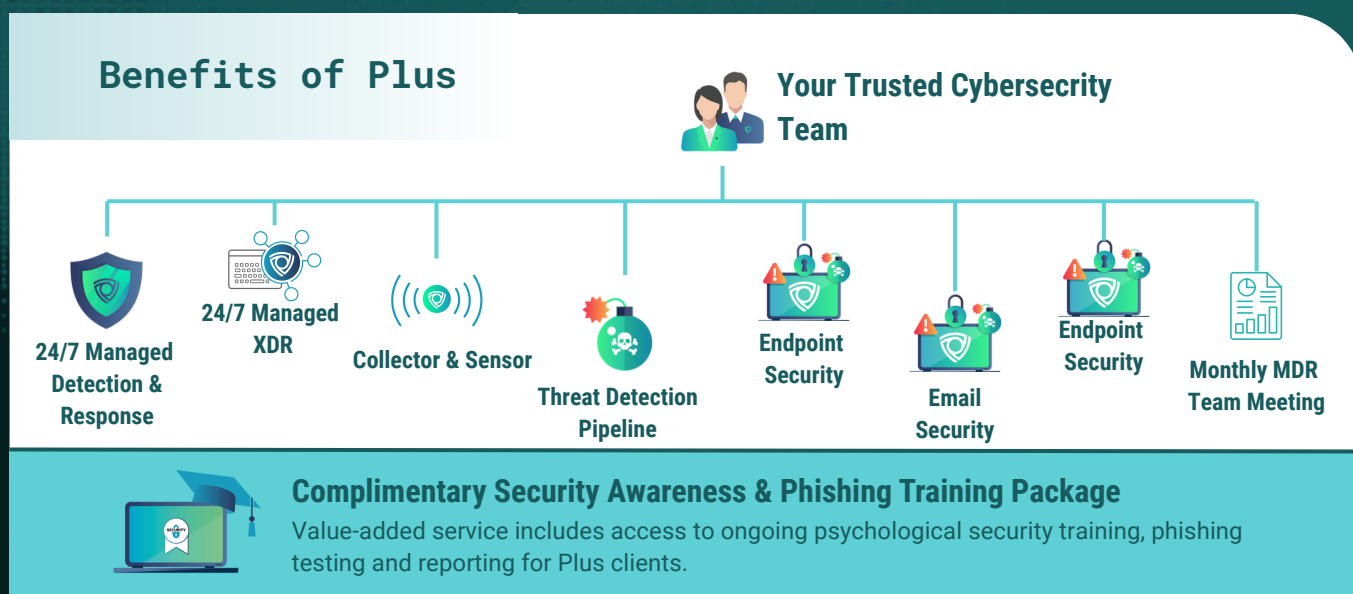 Benefits of Plus
Your Trusted Cybersecrity
Team
24/7 Managed
Detection &
Response
24/7 Managed
XDR
Collector & Sensor
Threat Detection
Pipeline
Endpoint
Security
Email
Security
Endpoint
Security
Monthly MDR
Team Meeting
SECURITY
Complimentary Security Awareness & Phishing Training Package
Value-added service includes access to ongoing psychological security training, phishing
testing and reporting for Plus clients.